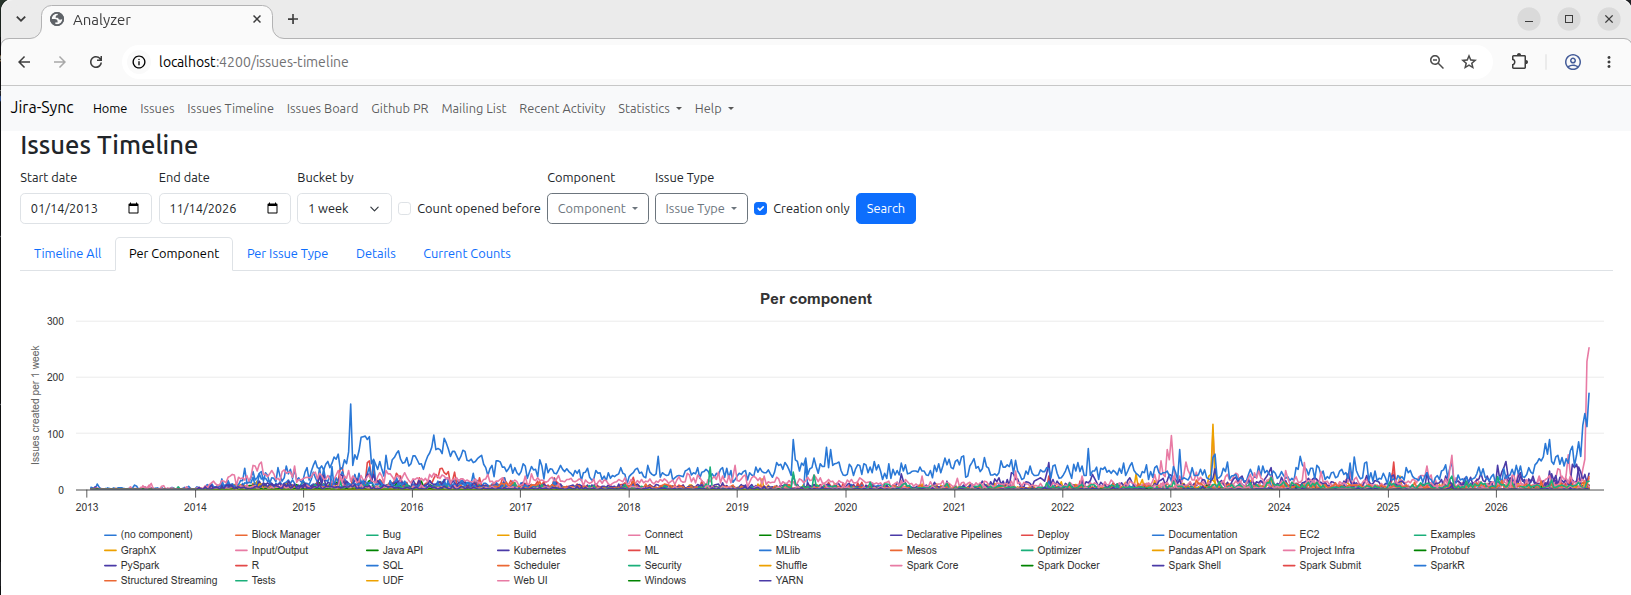 Analyzer
localhost:4200/issues-timeline
Jira-Sync Home Issues Issues Timeline Issues Board Github PR Mailing List Recent Activity Statistics Help
Issues Timeline
Start date End date Bucket by Component Issue Type
01/14/2013 11/14/2026 1 week Count opened before Component Issue Type Creation only Search
Timeline All Per Component Per Issue Type Details Current Counts
Per component
Issues created per 1 week
300
200
100
0
2013 2014 2015 2016 2017 2018 2019 2020 2021 2022 2023 2024 2025 2026
(no component) Block Manager Bug Build Connect DStreams Declarative Pipelines Deploy Documentation EC2 Examples
GraphX Input/Output Java API Kubernetes ML MLlib Mesos Optimizer Pandas API on Spark Project Infra Protobuf
PySpark R SQL Scheduler Security Shuffle Spark Core Spark Docker Spark Shell Spark Submit SparkR
Structured Streaming Tests UDF Web UI Windows YARN